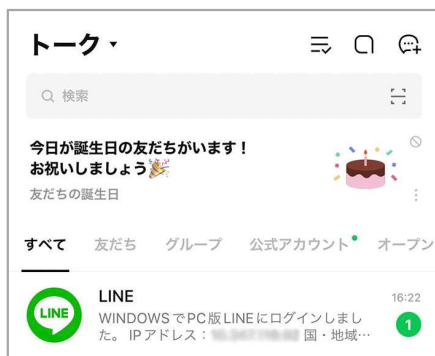 トーク
検索
今日が誕生日の友だちがいます！
お祝いしましょう🎉
友だちの誕生日
すべて 友だち グループ 公式アカウント オープン
LINE
LINE 16:22
WINDOWSでPC版LINEにログインしまし
た。 IPアドレス： 国・地域… 1